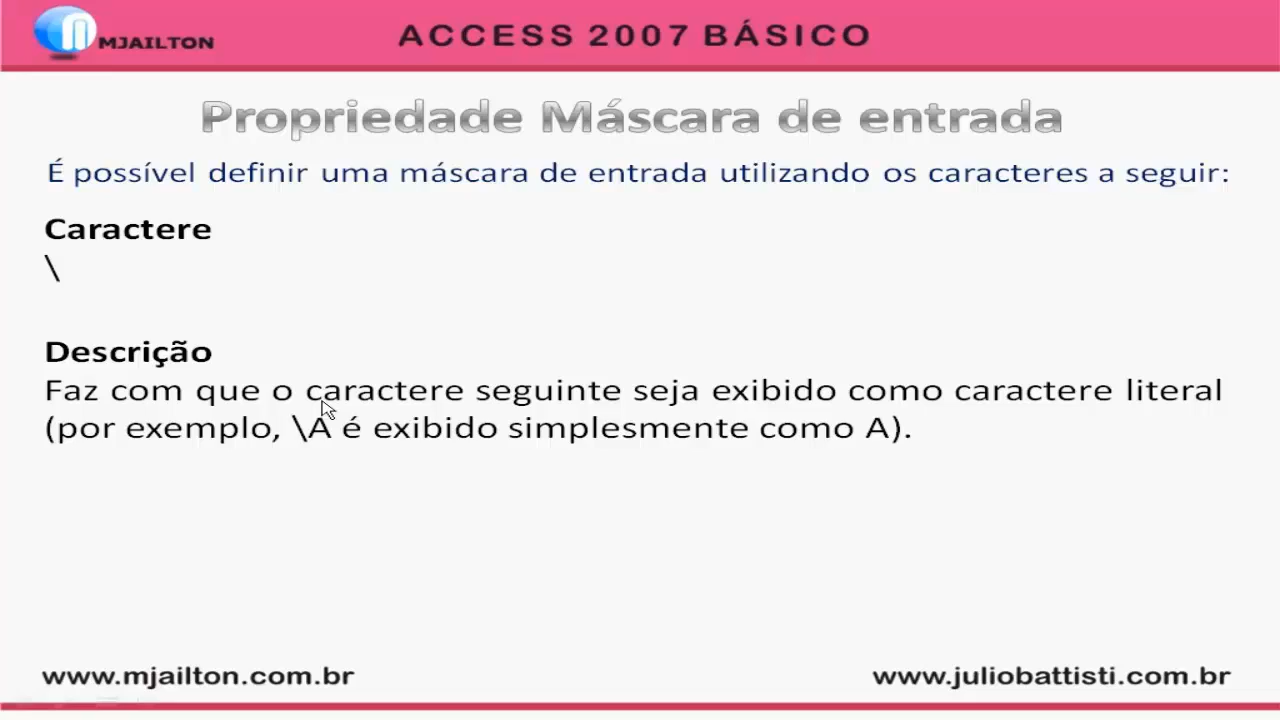 MJAILTON
ACCESS 2007 BÁSICO
Propriedade Máscara de entrada
É possível definir uma máscara de entrada utilizando os caracteres a seguir:
Caractere
\
Descrição
Faz com que o caractere seguinte seja exibido como caractere literal
(por exemplo, \A é exibido simplesmente como A).
www.mjailton.com.br
www.juliobattisti.com.br